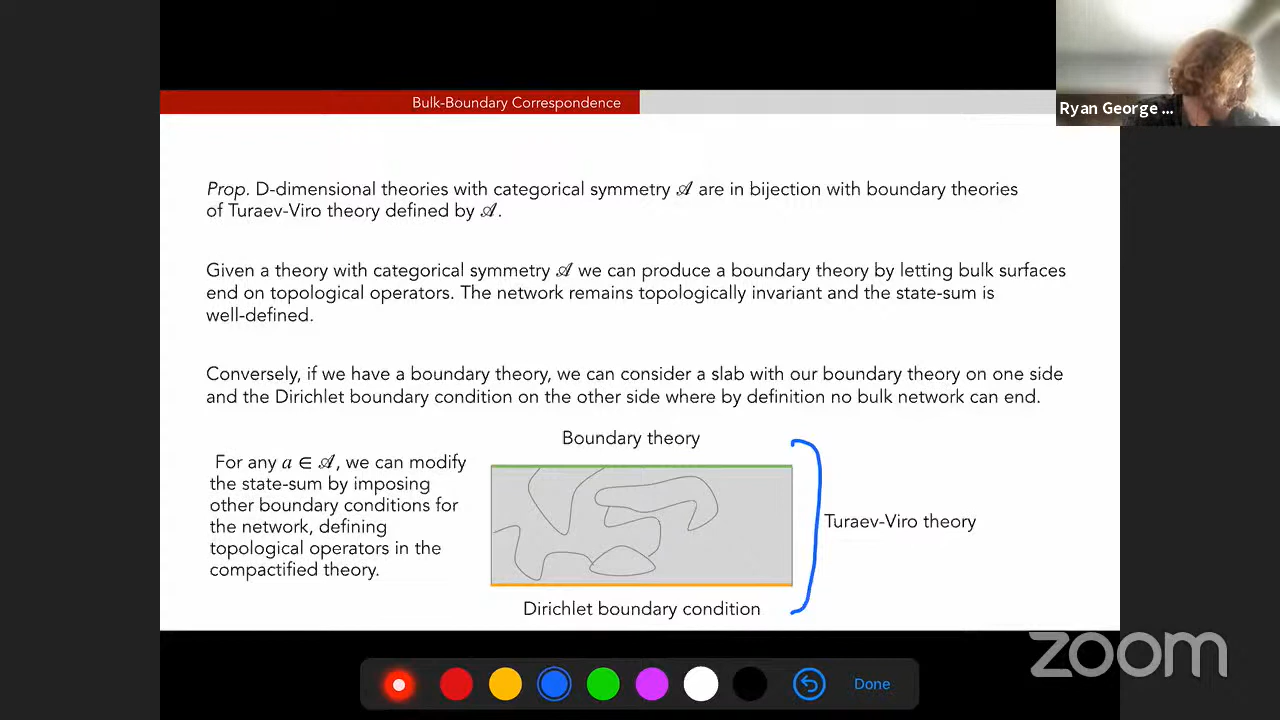 Bulk-Boundary Correspondence
Ryan George ...
Prop. D-dimensional theories with categorical symmetry 𝒜 are in bijection with boundary theories
of Turaev-Viro theory defined by 𝒜.
Given a theory with categorical symmetry 𝒜 we can produce a boundary theory by letting bulk surfaces
end on topological operators. The network remains topologically invariant and the state-sum is
well-defined.
Conversely, if we have a boundary theory, we can consider a slab with our boundary theory on one side
and the Dirichlet boundary condition on the other side where by definition no bulk network can end.
Boundary theory
For any a ∈ 𝒜, we can modify
the state-sum by imposing
other boundary conditions for
the network, defining
topological operators in the
compactified theory.
Turaev-Viro theory
Dirichlet boundary condition
zoom
Done